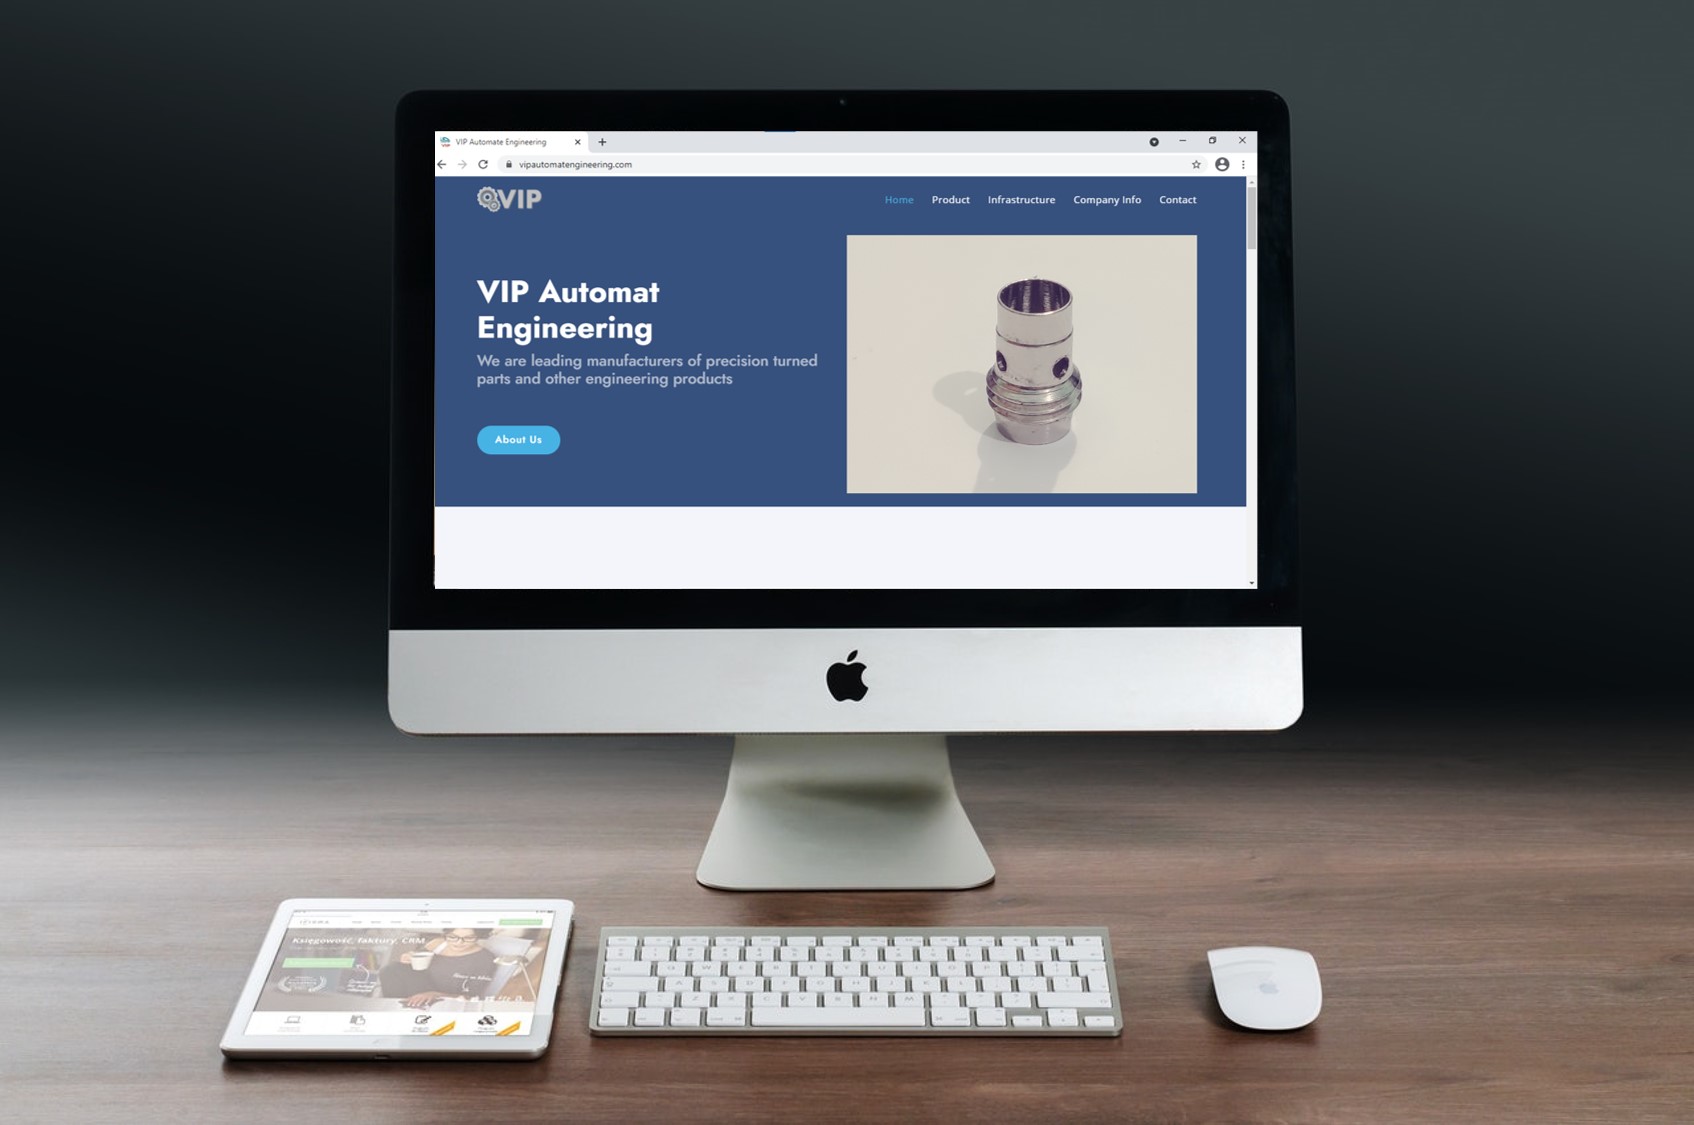 VIP Automate Engineering
vipautomatengineering.com
VIP
Home Product Infrastructure Company Info Contact
VIP Automat
Engineering
We are leading manufacturers of precision turned
parts and other engineering products
About Us
Księgowość, faktury, CRM